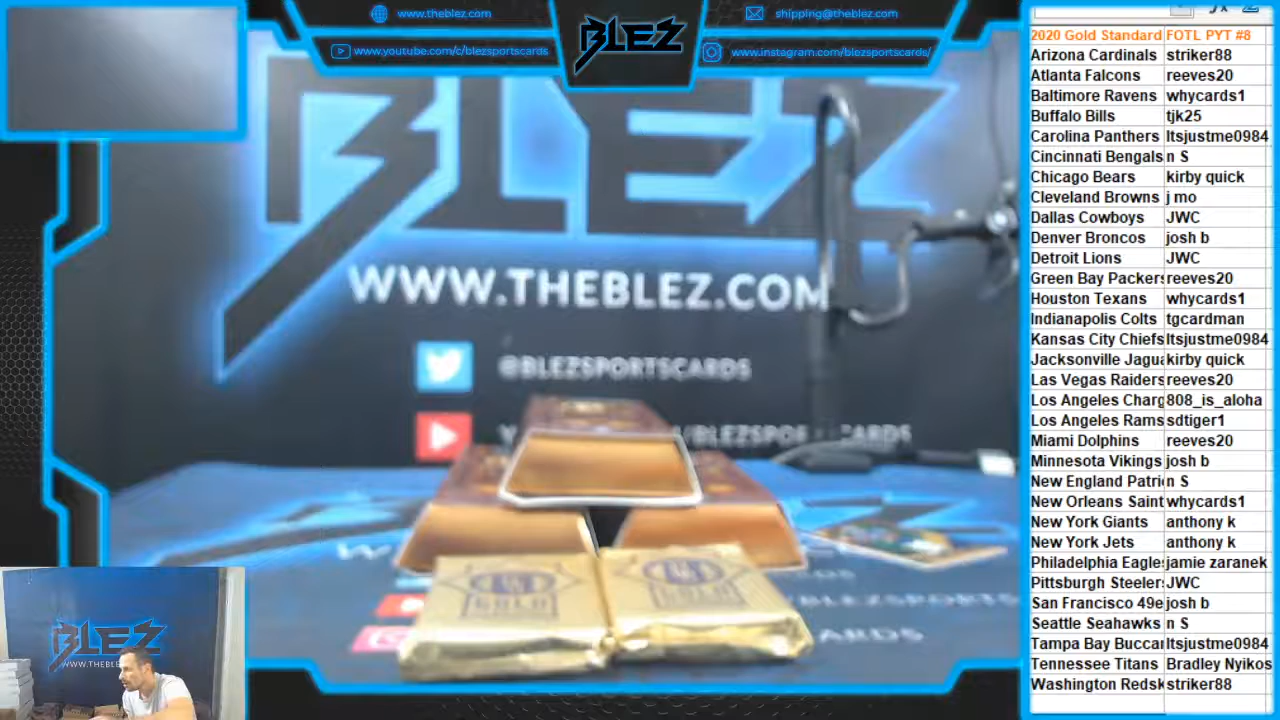 www.theblez.com
shipping@theblez.com
BLEZ
www.youtube.com/c/blezsportscards
www.instagram.com/blezsportscards/
BLEZ
WWW.THEBLEZ.COM
@BLEZSPORTSCARDS
GOLD
GOLD
BLEZ
2020 Gold Standard FOTL PYT #8
Arizona Cardinals striker88
Atlanta Falcons reeves20
Baltimore Ravens whycards1
Buffalo Bills tjk25
Carolina Panthers Itsjustme0984
Cincinnati Bengals n S
Chicago Bears kirby quick
Cleveland Browns j mo
Dallas Cowboys JWC
Denver Broncos josh b
Detroit Lions JWC
Green Bay Packers reeves20
Houston Texans whycards1
Indianapolis Colts tgcardman
Kansas City Chiefs Itsjustme0984
Jacksonville Jagua kirby quick
Las Vegas Raiders reeves20
Los Angeles Charg 808_is_aloha
Los Angeles Rams sdtiger1
Miami Dolphins reeves20
Minnesota Vikings josh b
New England Patri n S
New Orleans Saint whycards1
New York Giants anthony k
New York Jets anthony k
Philadelphia Eagle jamie zaranek
Pittsburgh Steeler JWC
San Francisco 49e josh b
Seattle Seahawks n S
Tampa Bay Buccan Itsjustme0984
Tennessee Titans Bradley Nyikos
Washington Redsk striker88